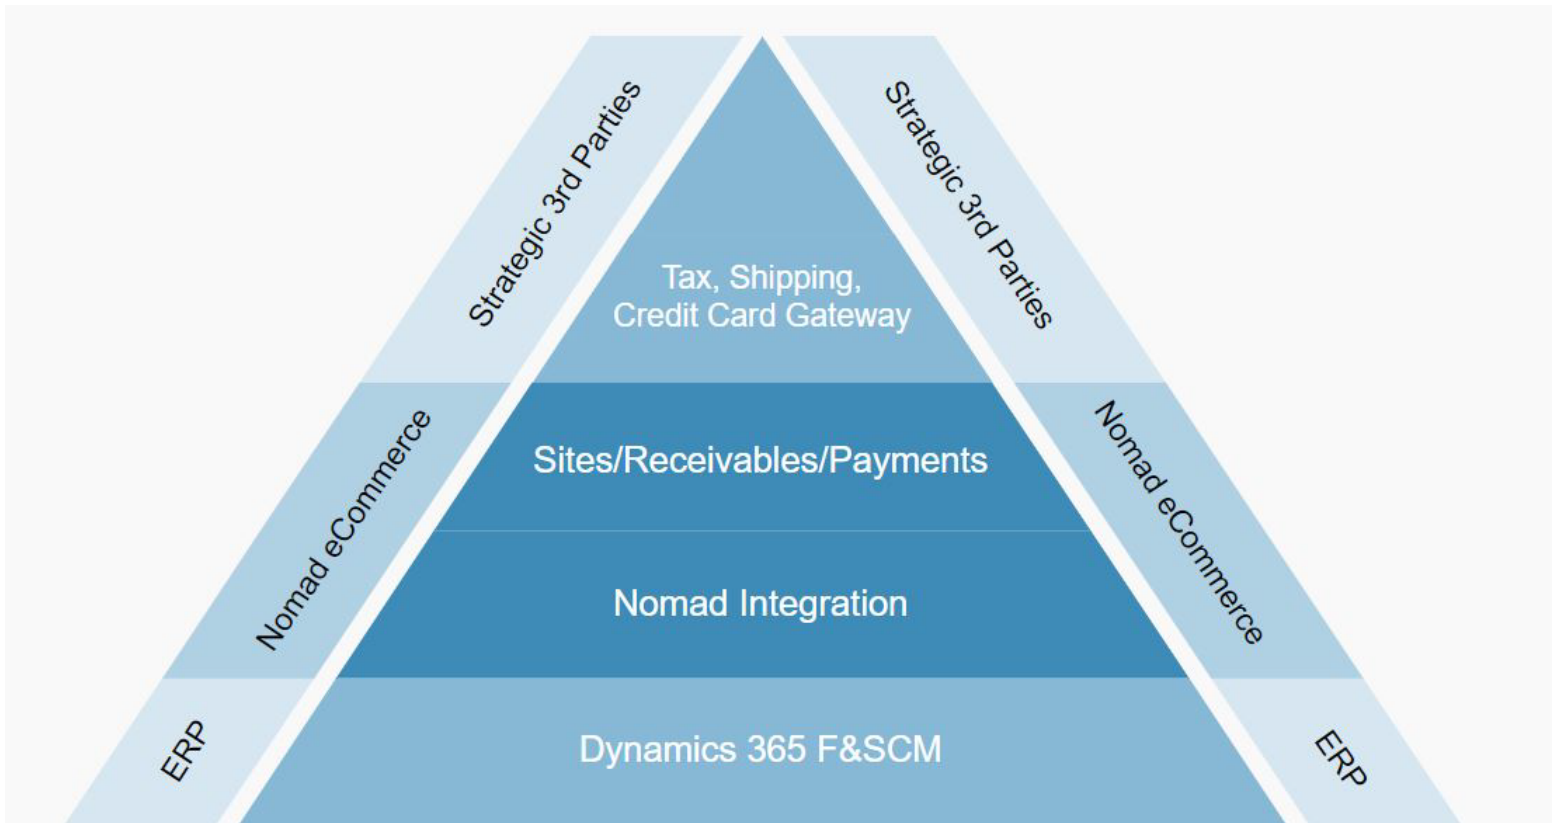 Strategic 3rd Parties
Strategic 3rd Parties
Tax, Shipping,
Credit Card Gateway
Nomad eCommerce
Sites/Receivables/Payments
Nomad eCommerce
Nomad Integration
ERP
Dynamics 365 F&SCM
ERP